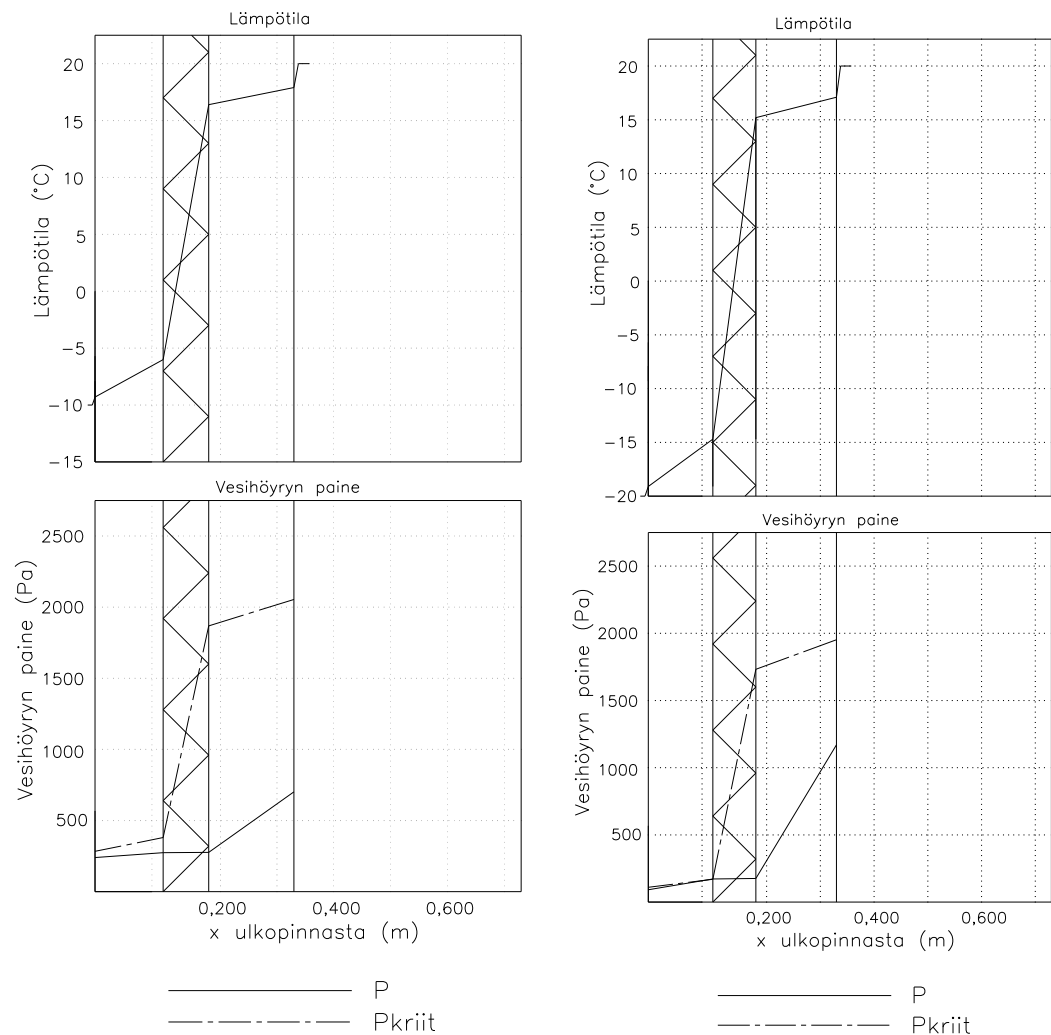 Lämpötila
20
15
10
5
0
−5
−10
−15
Lämpötila (°C)
Vesihöyryn paine
2500
2000
1500
1000
500
Vesihöyryn paine (Pa)
0,200 0,400 0,600
x ulkopinnasta (m)
P
Pkriit
Lämpötila
20
15
10
5
0
−5
−10
−15
−20
Lämpötila (°C)
Vesihöyryn paine
2500
2000
1500
1000
500
Vesihöyryn paine (Pa)
0,200 0,400 0,600
x ulkopinnasta (m)
P
Pkriit